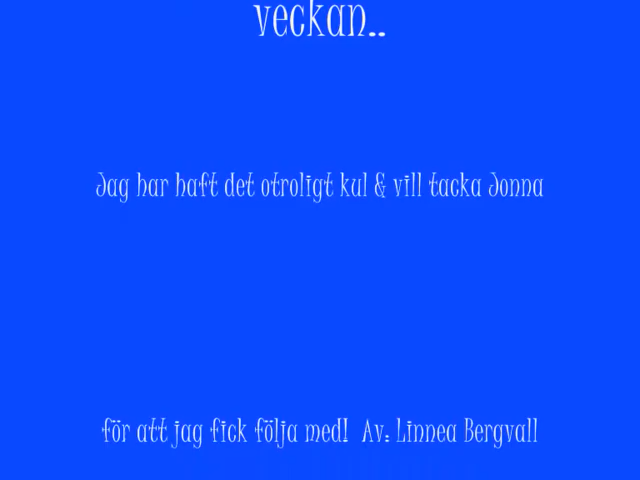 veckan..
Jag har haft det otroligt kul & vill tacka Jonna
för att jag fick följa med! Av: Linnea Bergvall